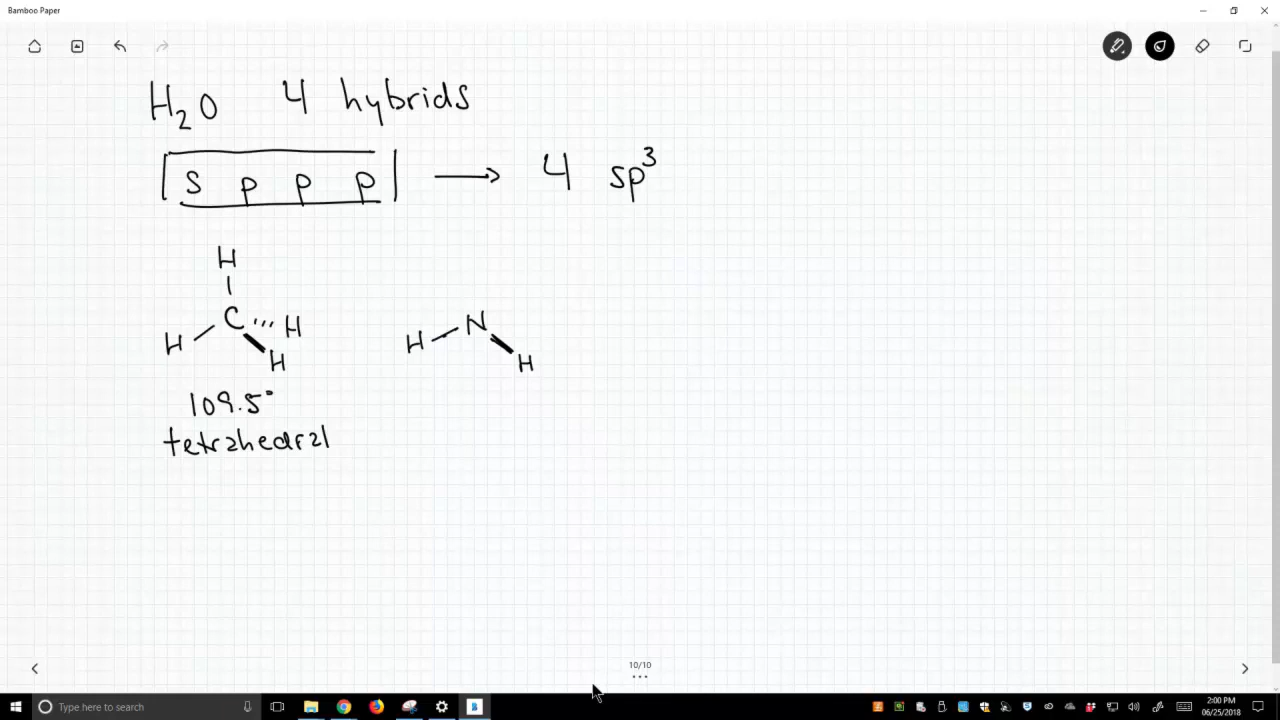 Bamboo Paper
H₂O 4 hybrids
s p p p → 4 sp³
H
C H
H H
H N H
109.5°
tetrahedral
10/10
Type here to search
2:00 PM
06/25/2018